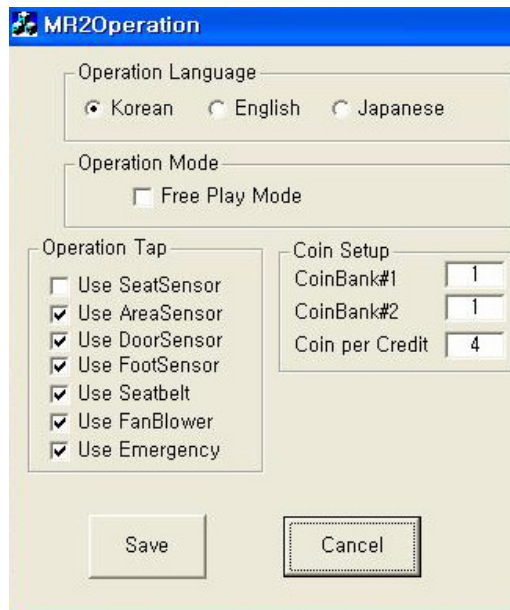 MR2Operation
Operation Language
Korean English Japanese
Operation Mode
Free Play Mode
Operation Tap
Use SeatSensor
Use AreaSensor
Use DoorSensor
Use FootSensor
Use Seatbelt
Use FanBlower
Use Emergency
Coin Setup
CoinBank#1 1
CoinBank#2 1
Coin per Credit 4
Save Cancel